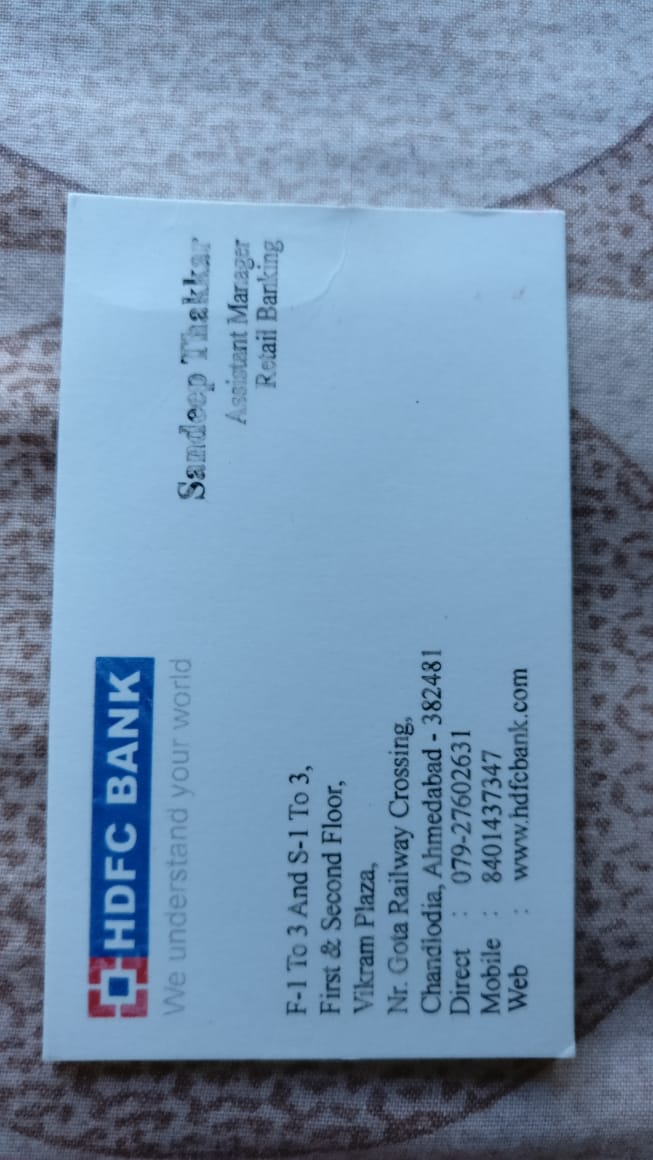 HDFC BANK
We understand your world
Sandeep Thakkar
Assistant Manager
Retail Banking
F-1 To 3 And S-1 To 3,
First & Second Floor,
Vikram Plaza,
Nr. Gota Railway Crossing,
Chandlodia, Ahmedabad - 382481
Direct : 079-27602631
Mobile : 8401437347
Web : www.hdfcbank.com